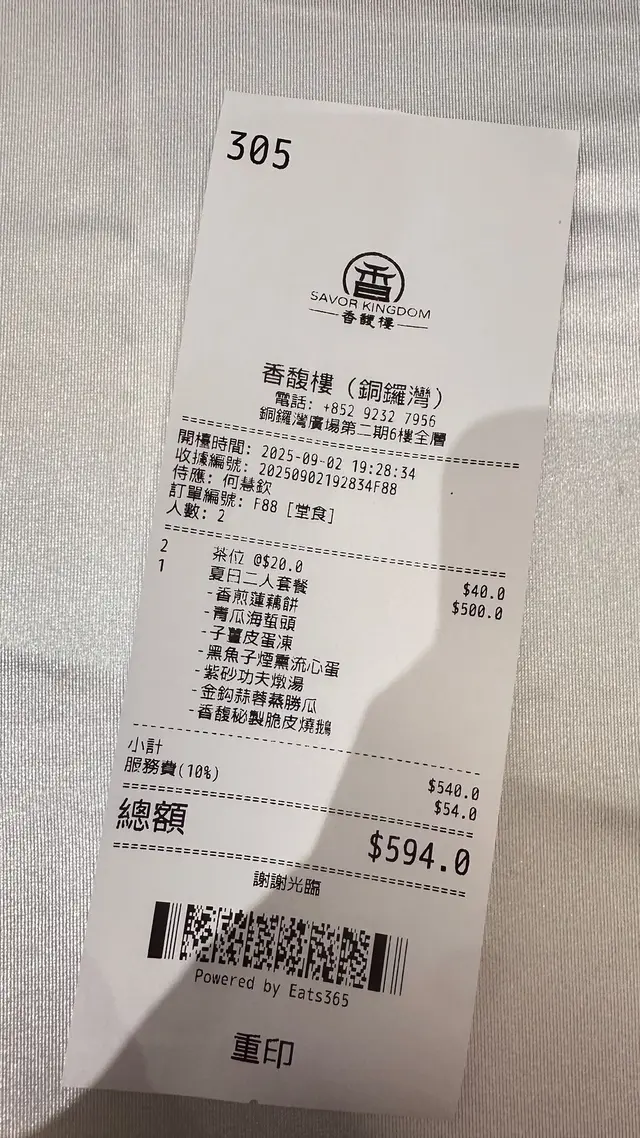 305
香
SAVOR KINGDOM
香馥樓
香馥樓 (銅鑼灣)
電話: +852 9232 7956
銅鑼灣廣場第二期6樓全層
開檯時間: 2025-09-02 19:28:34
收據編號: 20250902192834F88
侍應: 何慧欽
訂單編號: F88 [堂食]
人數: 2
2 茶位 @$20.0 $40.0
1 夏日二人套餐 $500.0
-香煎蓮藕餅
-青瓜海蜇頭
-子薑皮蛋凍
-黑魚子煙熏流心蛋
-紫砂功夫燉湯
-金鈎蒜蓉蒸勝瓜
-香馥秘製脆皮燒鵝
小計 $540.0
服務費(10%) $54.0
總額 $594.0
謝謝光臨
Powered by Eats365
重印